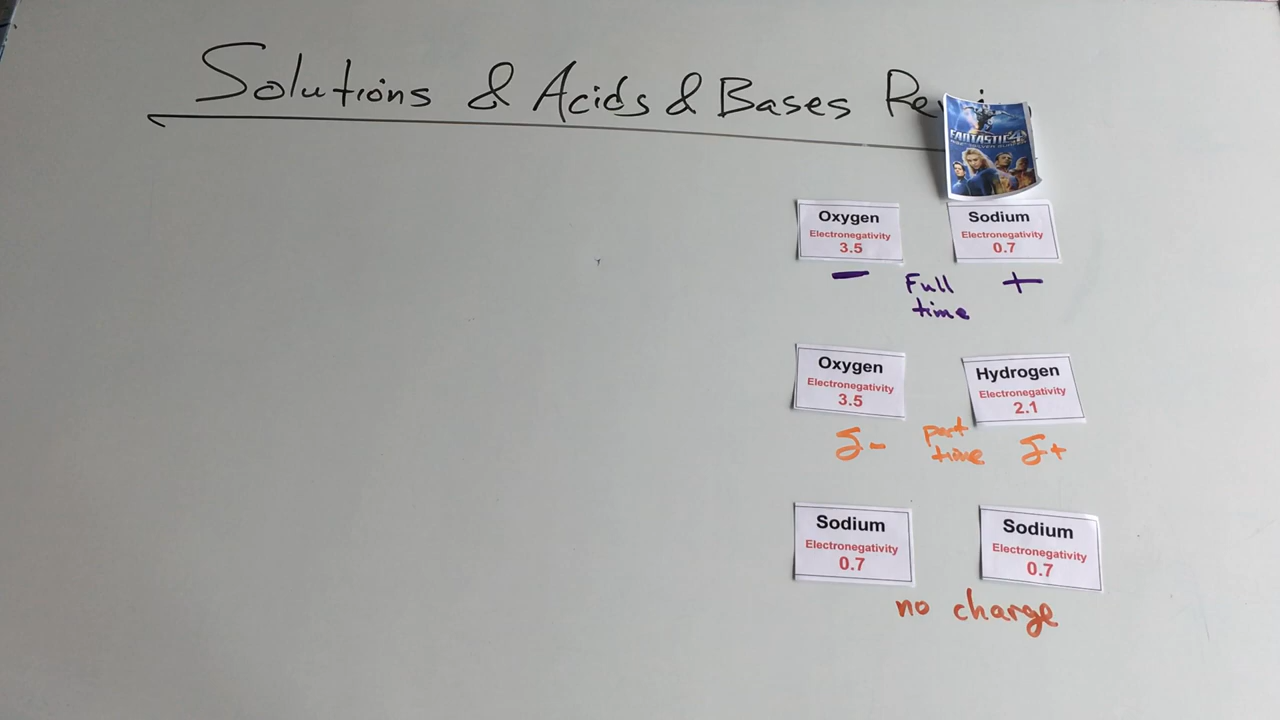 Solutions & Acids & Bases Revi
FANTASTIC 4
Oxygen
Electronegativity
3.5
Sodium
Electronegativity
0.7
− Full time +
Oxygen
Electronegativity
3.5
Hydrogen
Electronegativity
2.1
δ− part time δ+
Sodium
Electronegativity
0.7
Sodium
Electronegativity
0.7
no charge